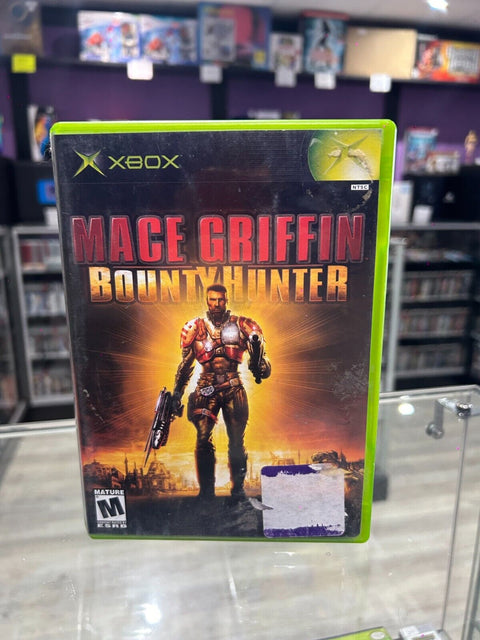 XBOX
NTSC
MACE GRIFFIN
BOUNTY HUNTER
MATURE
M
ESRB